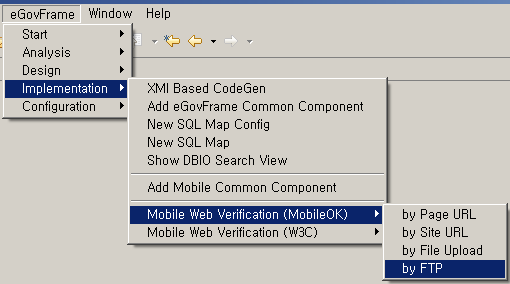 eGovFrame Window Help
Start
Analysis
Design
Implementation
Configuration
XMI Based CodeGen
Add eGovFrame Common Component
New SQL Map Config
New SQL Map
Show DBIO Search View
Add Mobile Common Component
Mobile Web Verification (MobileOK)
Mobile Web Verification (W3C)
by Page URL
by Site URL
by File Upload
by FTP